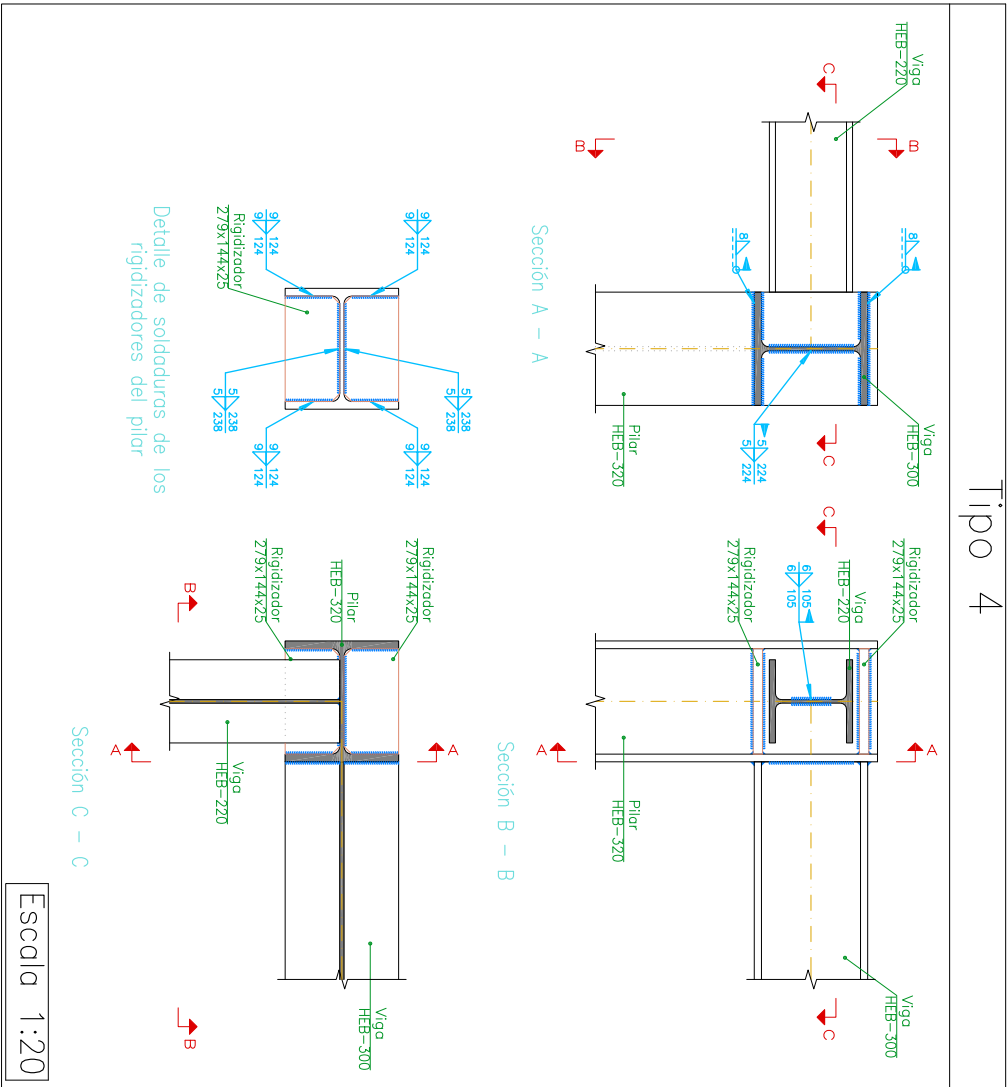 Tipo 4
Viga
HEB-220
C
B
B
8
8
Viga
HEB-300
C
5
224
224
Pilar
HEB-320
Sección A - A
C
Rigidizador
279x144x25
Viga
HEB-220
6
105
6
105
Rigidizador
279x144x25
A
A
Pilar
HEB-320
Viga
HEB-300
C
Sección B - B
9
124
9
124
9
124
9
124
Rigidizador
279x144x25
5
238
5
238
5
238
5
238
9
124
9
124
9
124
9
124
Detalle de soldaduras de los
rigidizadores del pilar
Rigidizador
279x144x25
Pilar
HEB-320
Rigidizador
279x144x25
B
A
A
Viga
HEB-220
Viga
HEB-300
B
Sección C - C
Escala 1:20